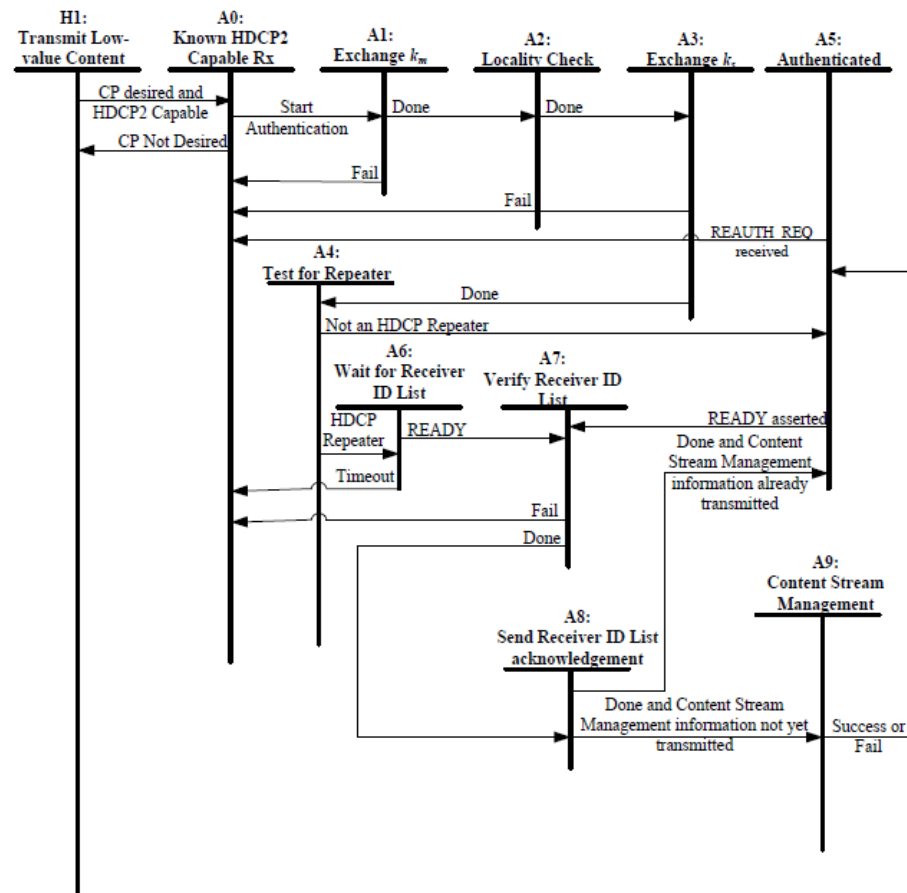 H1:
Transmit Low-
value Content
A0:
Known HDCP2
Capable Rx
A1:
Exchange km
A2:
Locality Check
A3:
Exchange ks
A5:
Authenticated
CP desired and
HDCP2 Capable
Start
Authentication
Done
Done
CP Not Desired
Fail
Fail
REAUTH_REQ
received
A4:
Test for Repeater
Done
Not an HDCP Repeater
A6:
Wait for Receiver
ID List
A7:
Verify Receiver ID
List
HDCP
Repeater
READY
READY asserted
Done and Content
Stream Management
information already
transmitted
Timeout
Fail
Done
A9:
Content Stream
Management
A8:
Send Receiver ID List
acknowledgement
Done and Content Stream
Management information not yet
transmitted
Success or
Fail